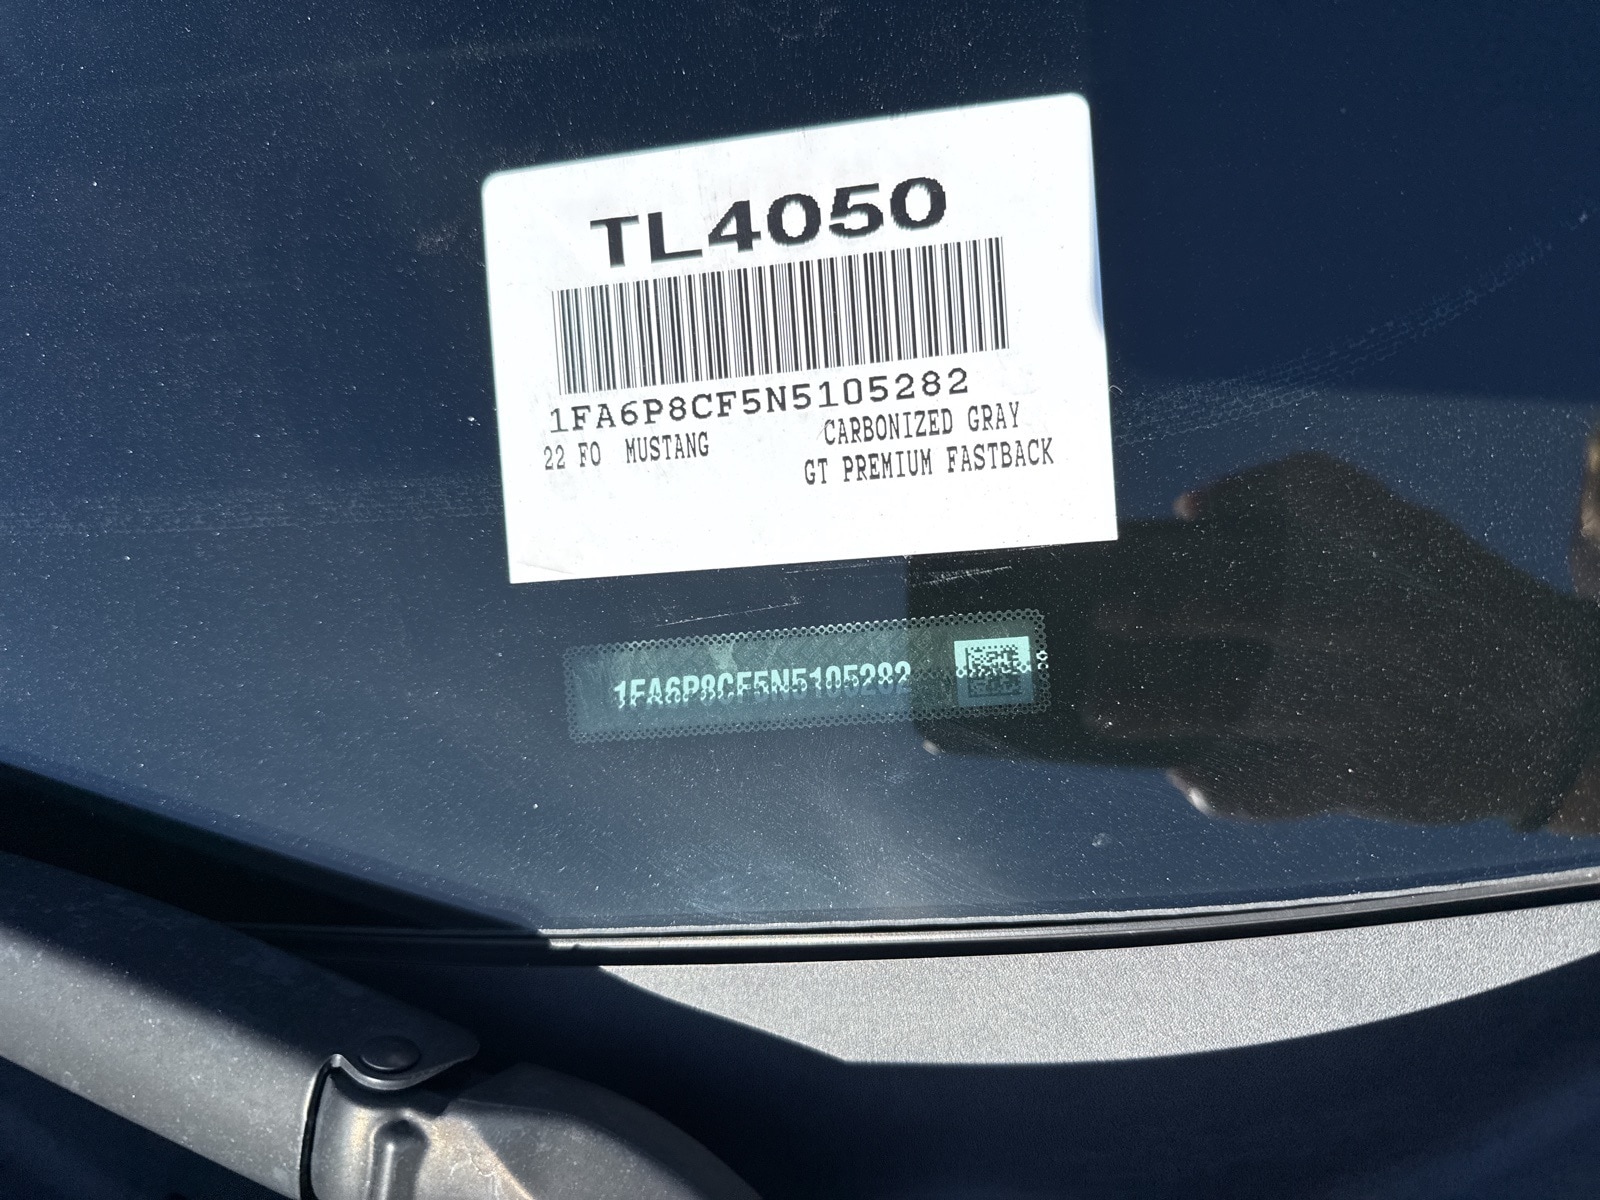 TL4050
1FA6P8CF5N5105282
22 FO MUSTANG CARBONIZED GRAY
GT PREMIUM FASTBACK
1FA6P8CF5N5105282